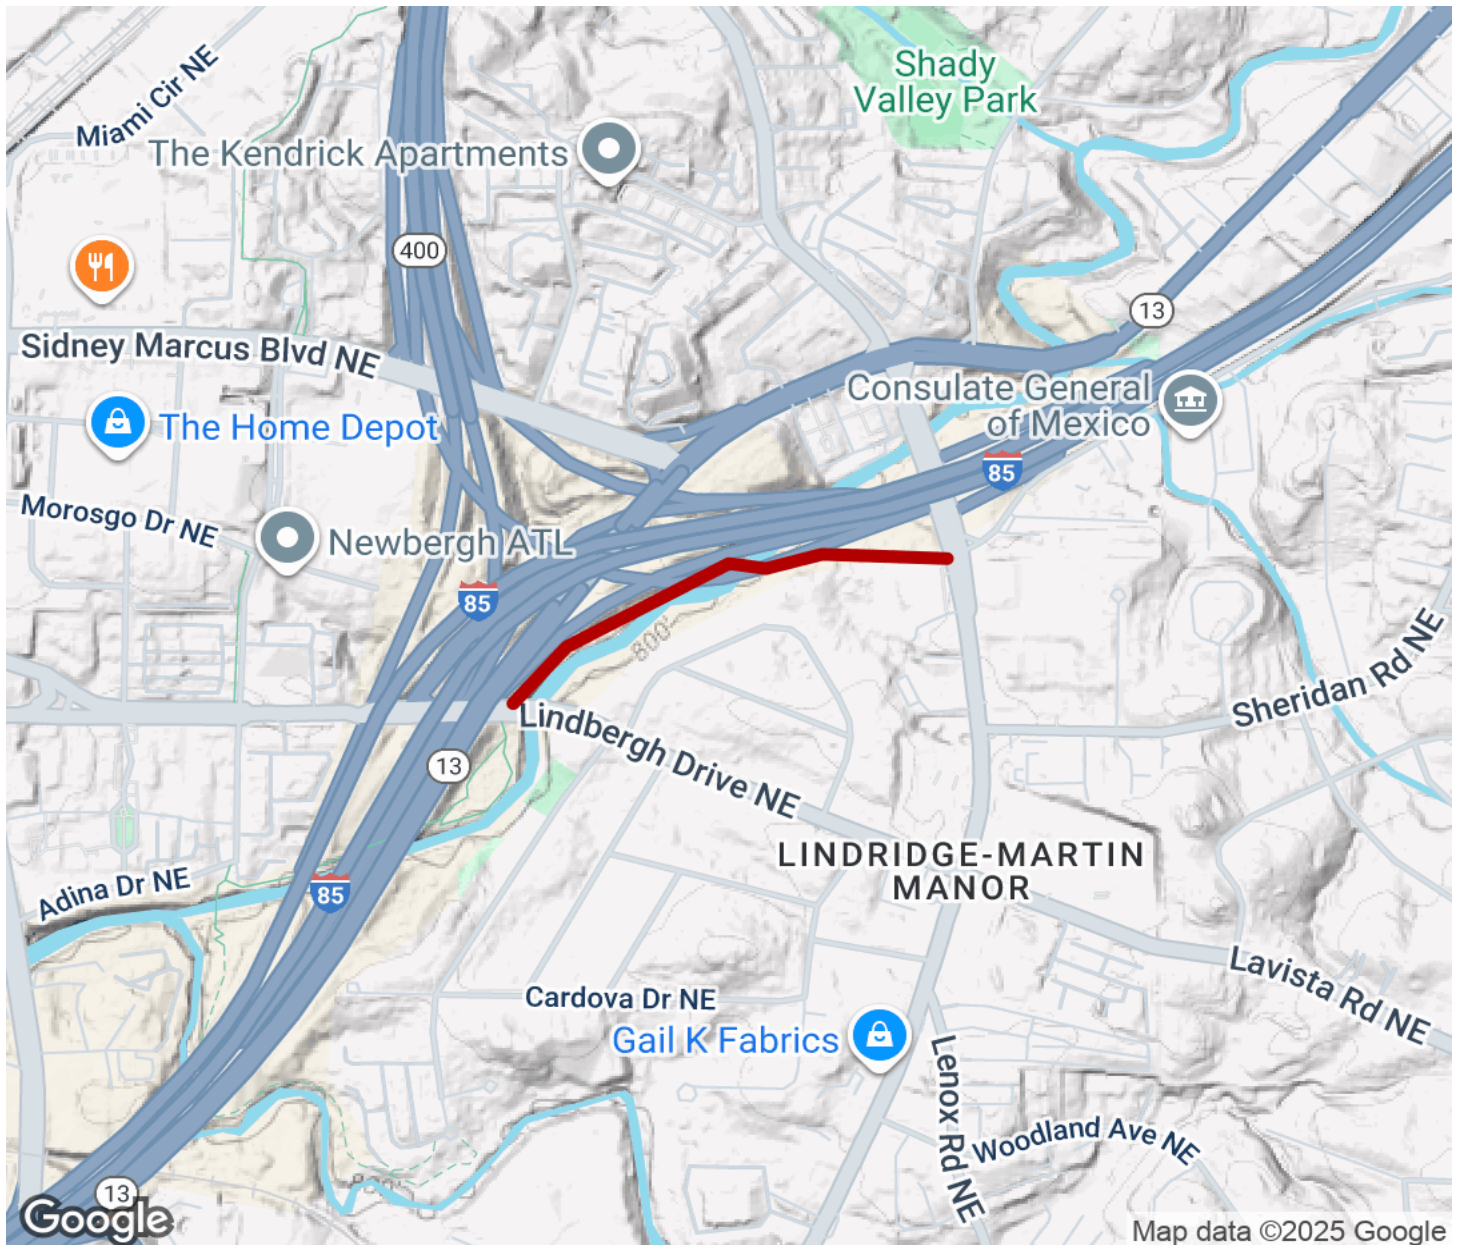 Shady
Valley Park
Miami Cir NE
The Kendrick Apartments
400
13
Sidney Marcus Blvd NE
Consulate General
of Mexico
The Home Depot
85
Morosgo Dr NE
Newbergh ATL
85
800'
Sheridan Rd NE
Lindbergh Drive NE
13
LINDRIDGE-MARTIN
MANOR
Adina Dr NE
85
Lavista Rd NE
Cardova Dr NE
Gail K Fabrics
Lenox Rd NE
Woodland Ave NE
13
Google
Map data ©2025 Google